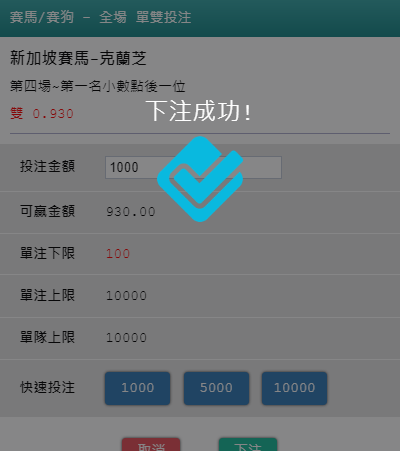 賽馬/賽狗 - 全場 單雙投注
新加坡賽馬-克蘭芝
第四場~第一名小數點後一位
雙 0.930
下注成功!
投注金額 1000
可贏金額 930.00
單注下限 100
單注上限 10000
單隊上限 10000
快速投注 1000 5000 10000
取消 下注